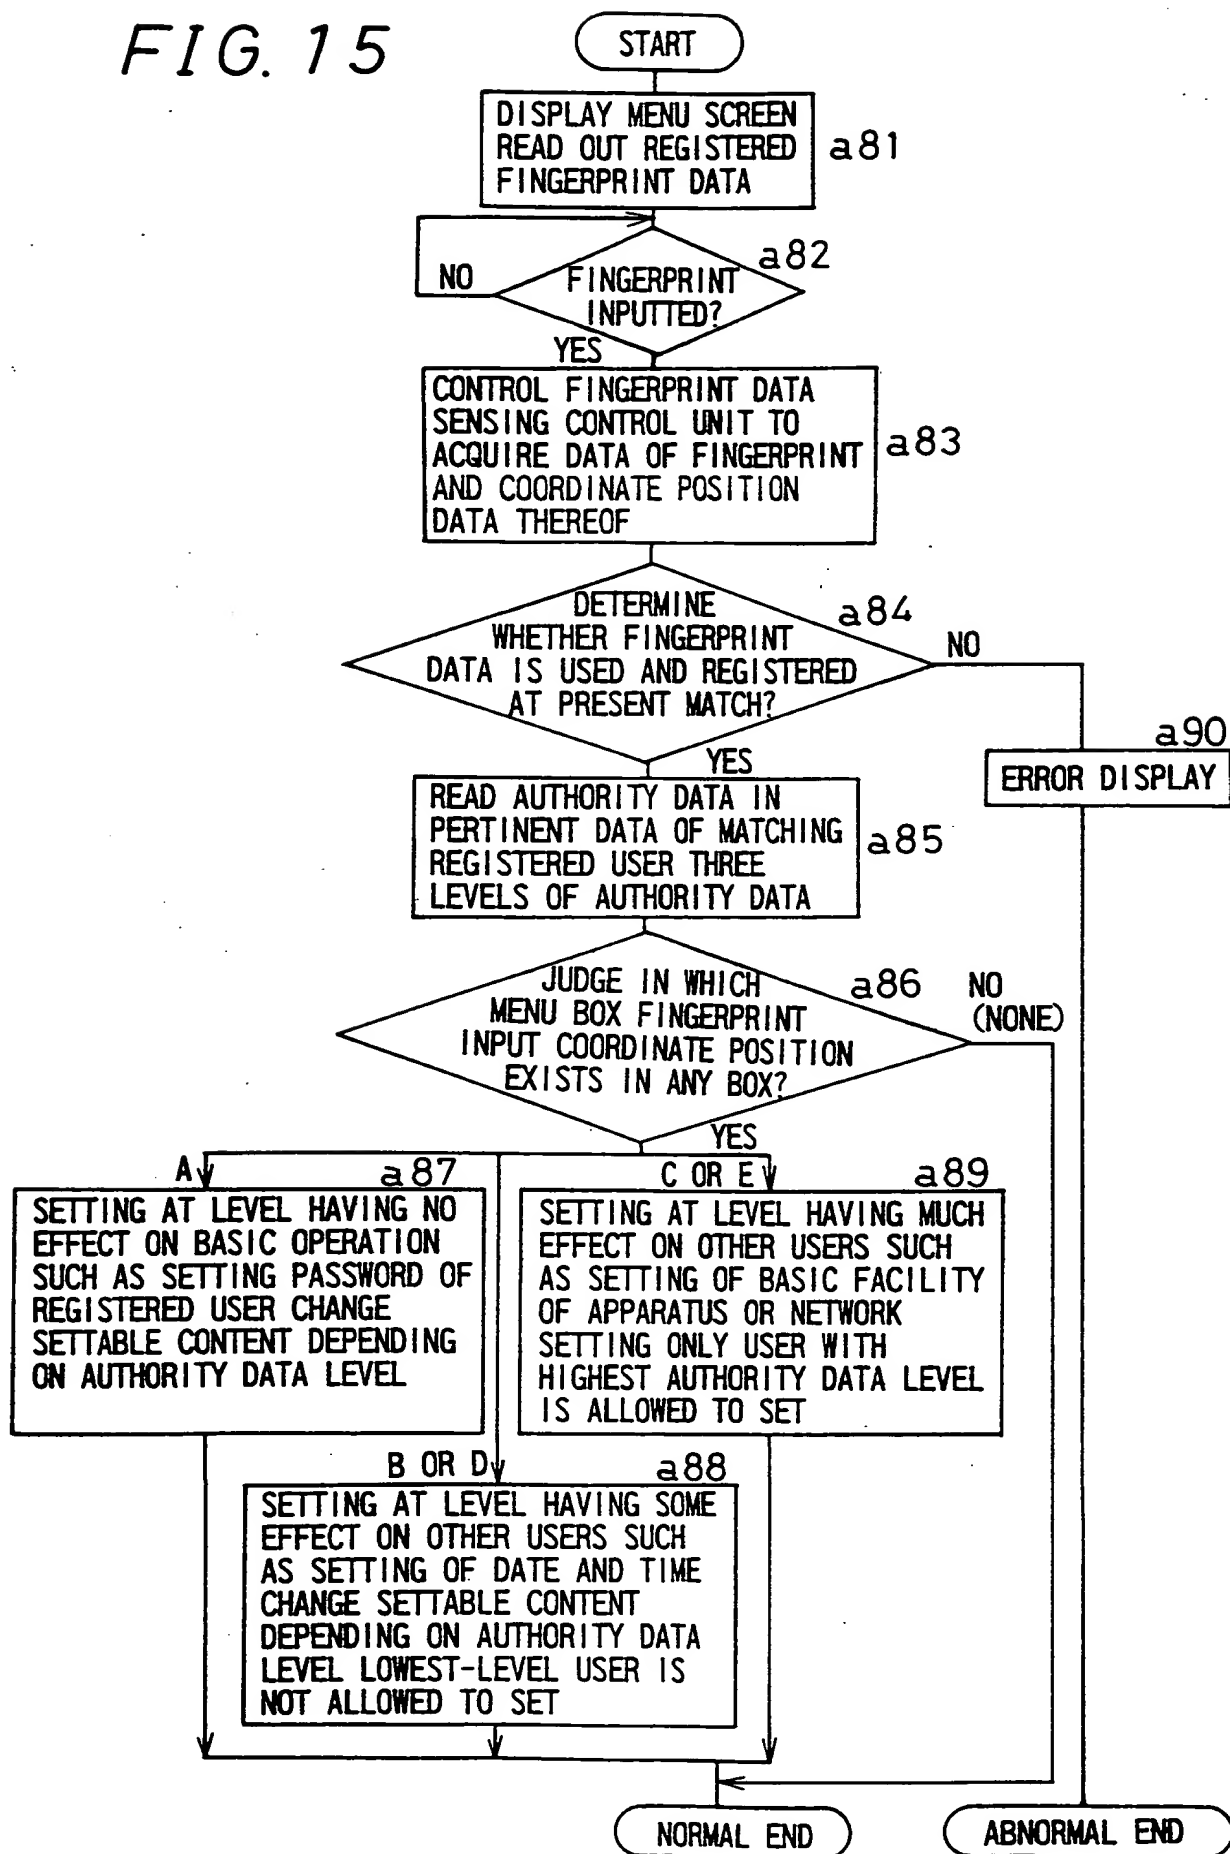 FIG. 15
START
DISPLAY MENU SCREEN
READ OUT REGISTERED
FINGERPRINT DATA
a81
a82
NO
FINGERPRINT
INPUTTED?
YES
CONTROL FINGERPRINT DATA
SENSING CONTROL UNIT TO
ACQUIRE DATA OF FINGERPRINT
AND COORDINATE POSITION
DATA THEREOF
a83
DETERMINE
WHETHER FINGERPRINT
DATA IS USED AND REGISTERED
AT PRESENT MATCH?
a84
NO
a90
ERROR DISPLAY
YES
READ AUTHORITY DATA IN
PERTINENT DATA OF MATCHING
REGISTERED USER THREE
LEVELS OF AUTHORITY DATA
a85
JUDGE IN WHICH
MENU BOX FINGERPRINT
INPUT COORDINATE POSITION
EXISTS IN ANY BOX?
a86
NO
(NONE)
YES
A
a87
SETTING AT LEVEL HAVING NO
EFFECT ON BASIC OPERATION
SUCH AS SETTING PASSWORD OF
REGISTERED USER CHANGE
SETTABLE CONTENT DEPENDING
ON AUTHORITY DATA LEVEL
C OR E
a89
SETTING AT LEVEL HAVING MUCH
EFFECT ON OTHER USERS SUCH
AS SETTING OF BASIC FACILITY
OF APPARATUS OR NETWORK
SETTING ONLY USER WITH
HIGHEST AUTHORITY DATA LEVEL
IS ALLOWED TO SET
B OR D
a88
SETTING AT LEVEL HAVING SOME
EFFECT ON OTHER USERS SUCH
AS SETTING OF DATE AND TIME
CHANGE SETTABLE CONTENT
DEPENDING ON AUTHORITY DATA
LEVEL LOWEST-LEVEL USER IS
NOT ALLOWED TO SET
NORMAL END
ABNORMAL END